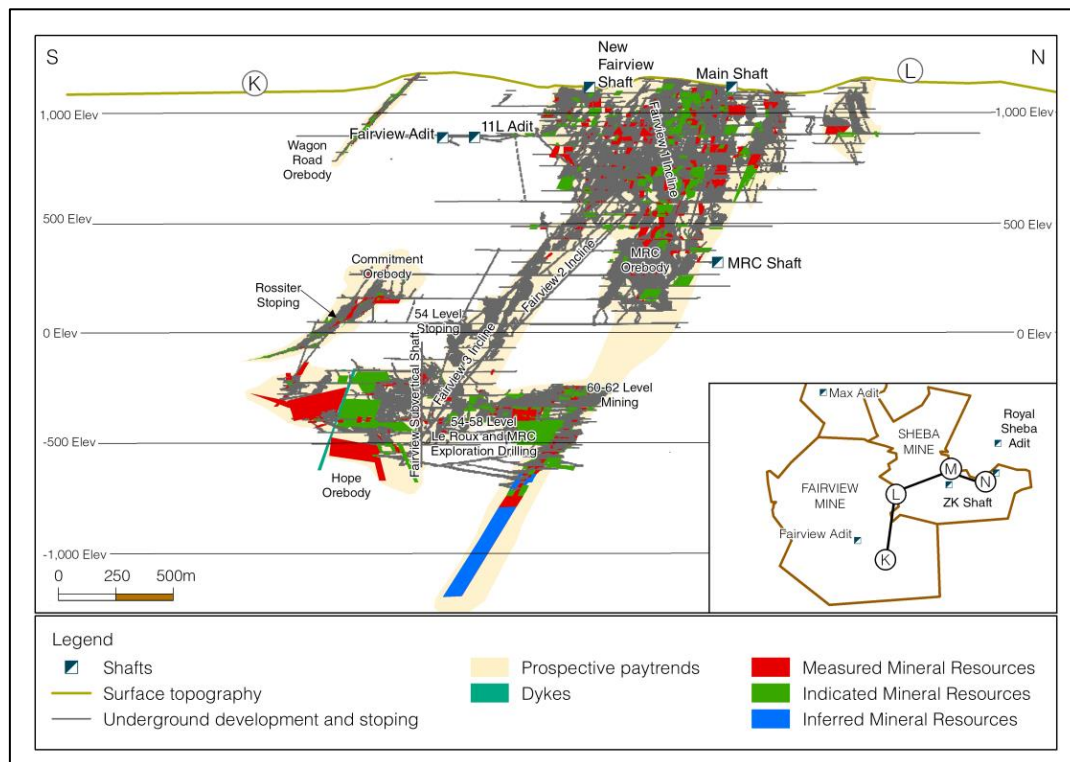 S
K
New
Fairview
Shaft
Main Shaft
L
N
1,000 Elev
1,000 Elev
Fairview Adit
11L Adit
Wagon
Road
Orebody
Fairview 1 Incline
500 Elev
500 Elev
Commitment
Orebody
MRC
Orebody
MRC Shaft
Fairview 2 Incline
Rossiter
Stoping
54 Level
Stoping
0 Elev
0 Elev
Fairview 3 Incline
Fairview Subvertical Shaft
60-62 Level
Mining
54-58 Level
Le Roux and MRC
Exploration Drilling
-500 Elev
Hope
Orebody
-1,000 Elev
0 250 500m
Max Adit
SHEBA
MINE
Royal
Sheba
Adit
M
N
L
ZK Shaft
FAIRVIEW
MINE
Fairview Adit
K
Legend
Shafts
Surface topography
Underground development and stoping
Prospective paytrends
Dykes
Measured Mineral Resources
Indicated Mineral Resources
Inferred Mineral Resources